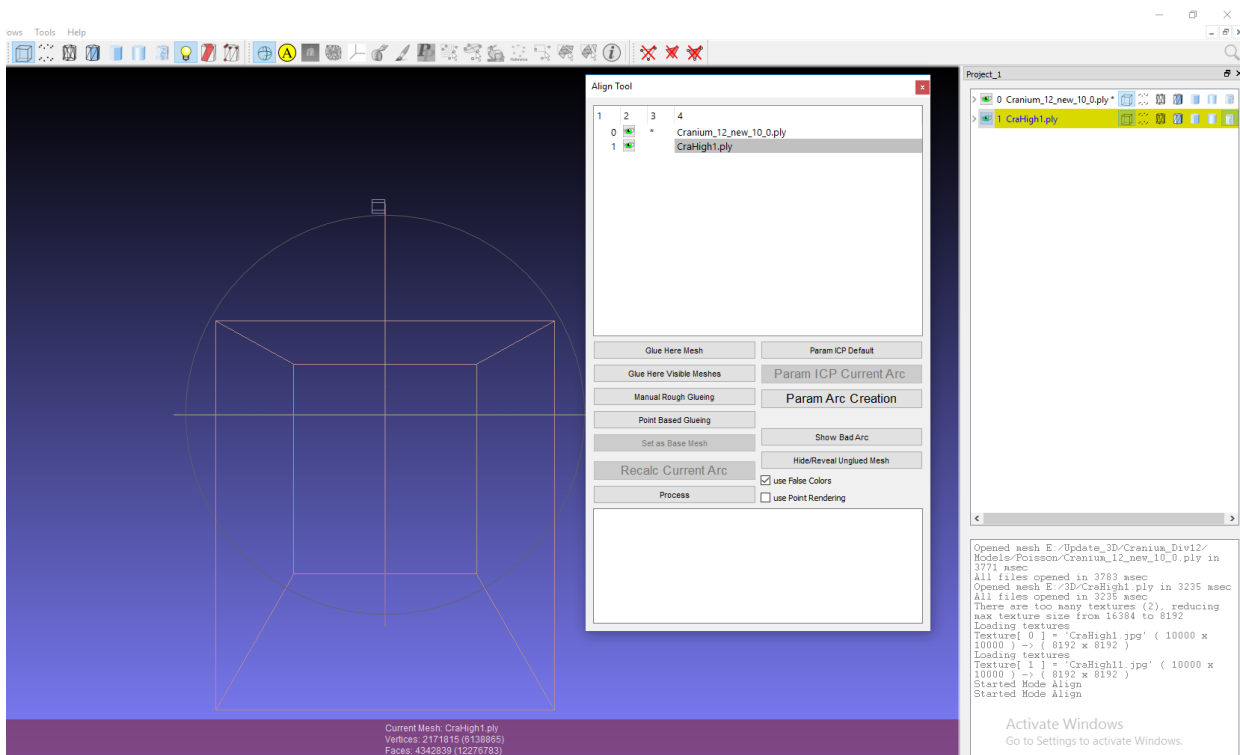 ows Tools Help
A
Align Tool
x
1 2 3 4
0 * Cranium_12_new_10_0.ply
1 CraHigh1.ply
Glue Here Mesh
Param ICP Default
Glue Here Visible Meshes
Param ICP Current Arc
Manual Rough Glueing
Param Arc Creation
Point Based Glueing
Set as Base Mesh
Show Bad Arc
Recalc Current Arc
Hide/Reveal Unglued Mesh
use False Colors
Process
use Point Rendering
Current Mesh: CraHigh1.ply
Vertices: 2171815 (6138865)
Faces: 4342839 (12276783)
Project_1
0 Cranium_12_new_10_0.ply *
1 CraHigh1.ply
Opened mesh E:/Update_3D/Cranium_Div12/
Models/Poisson/Cranium_12_new_10_0.ply in
3771 msec
All files opened in 3783 msec
Opened mesh E:/3D/CraHigh1.ply in 3235 msec
All files opened in 3235 msec
There are too many textures (2), reducing
max texture size from 16384 to 8192
Loading textures
Texture[ 0 ] = 'CraHigh1.jpg' ( 10000 x
10000 ) -> ( 8192 x 8192 )
Loading textures
Texture[ 1 ] = 'CraHigh11.jpg' ( 10000 x
10000 ) -> ( 8192 x 8192 )
Started Mode Align
Started Mode Align
Activate Windows
Go to Settings to activate Windows.